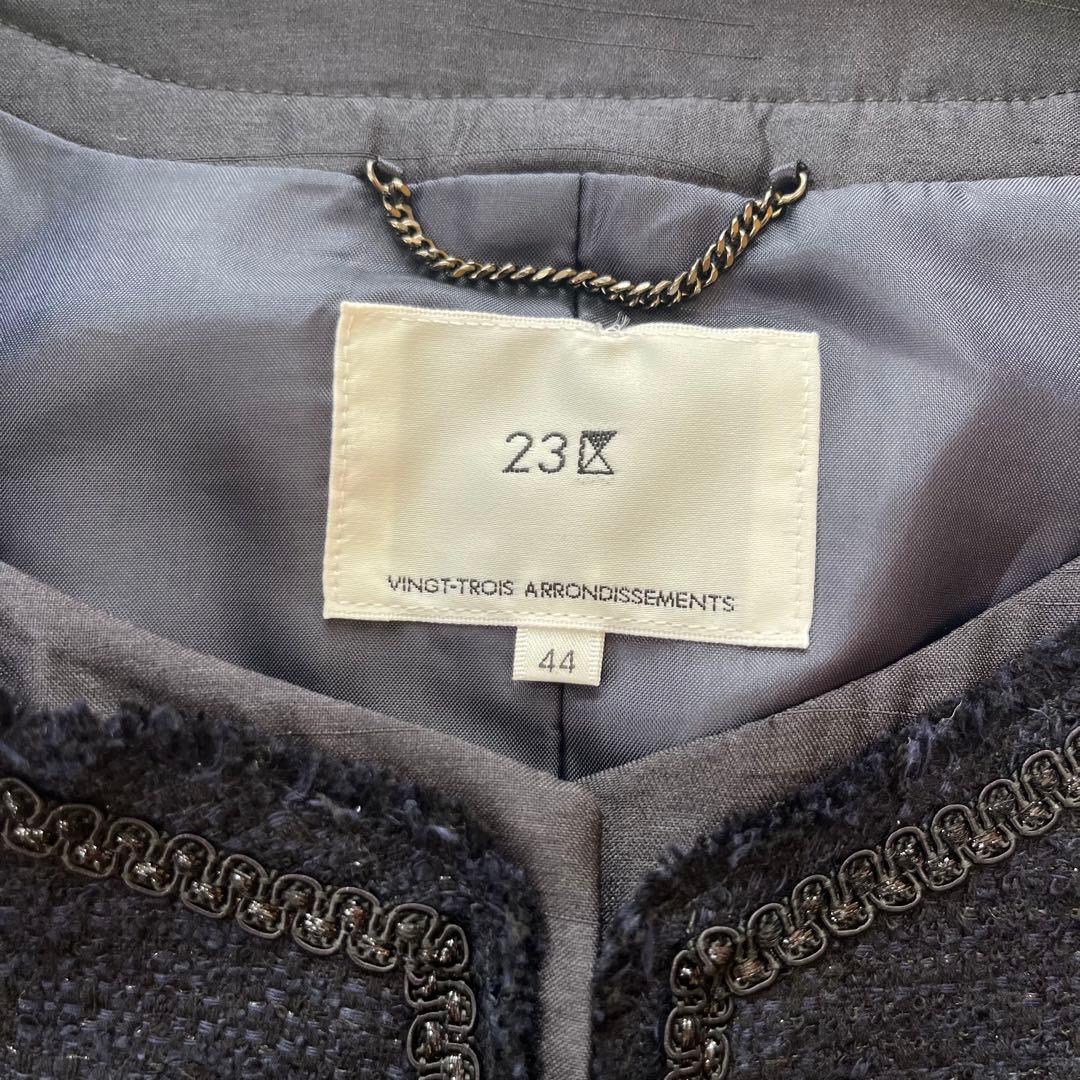 23区
VINGT-TROIS ARRONDISSEMENTS
44